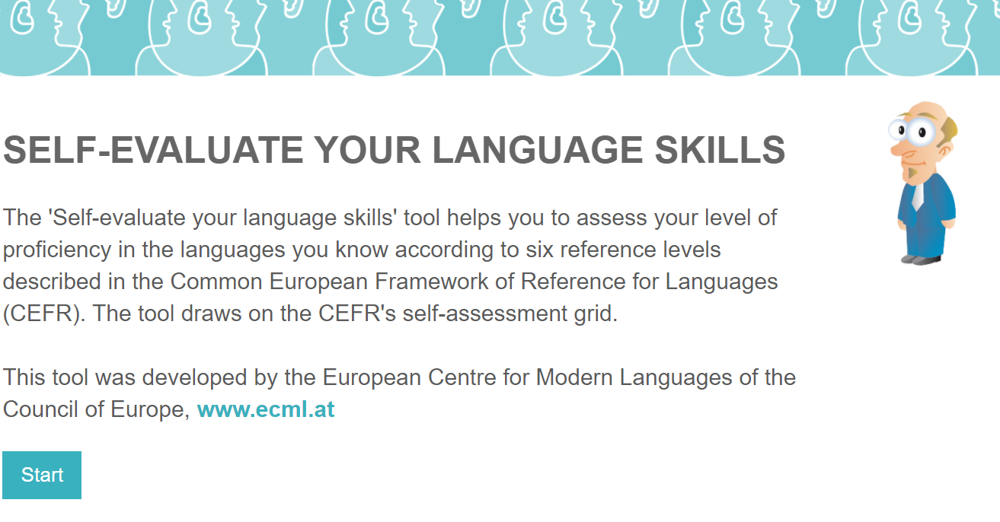 SELF-EVALUATE YOUR LANGUAGE SKILLS
The 'Self-evaluate your language skills' tool helps you to assess your level of
proficiency in the languages you know according to six reference levels
described in the Common European Framework of Reference for Languages
(CEFR). The tool draws on the CEFR's self-assessment grid.
This tool was developed by the European Centre for Modern Languages of the
Council of Europe, www.ecml.at
Start